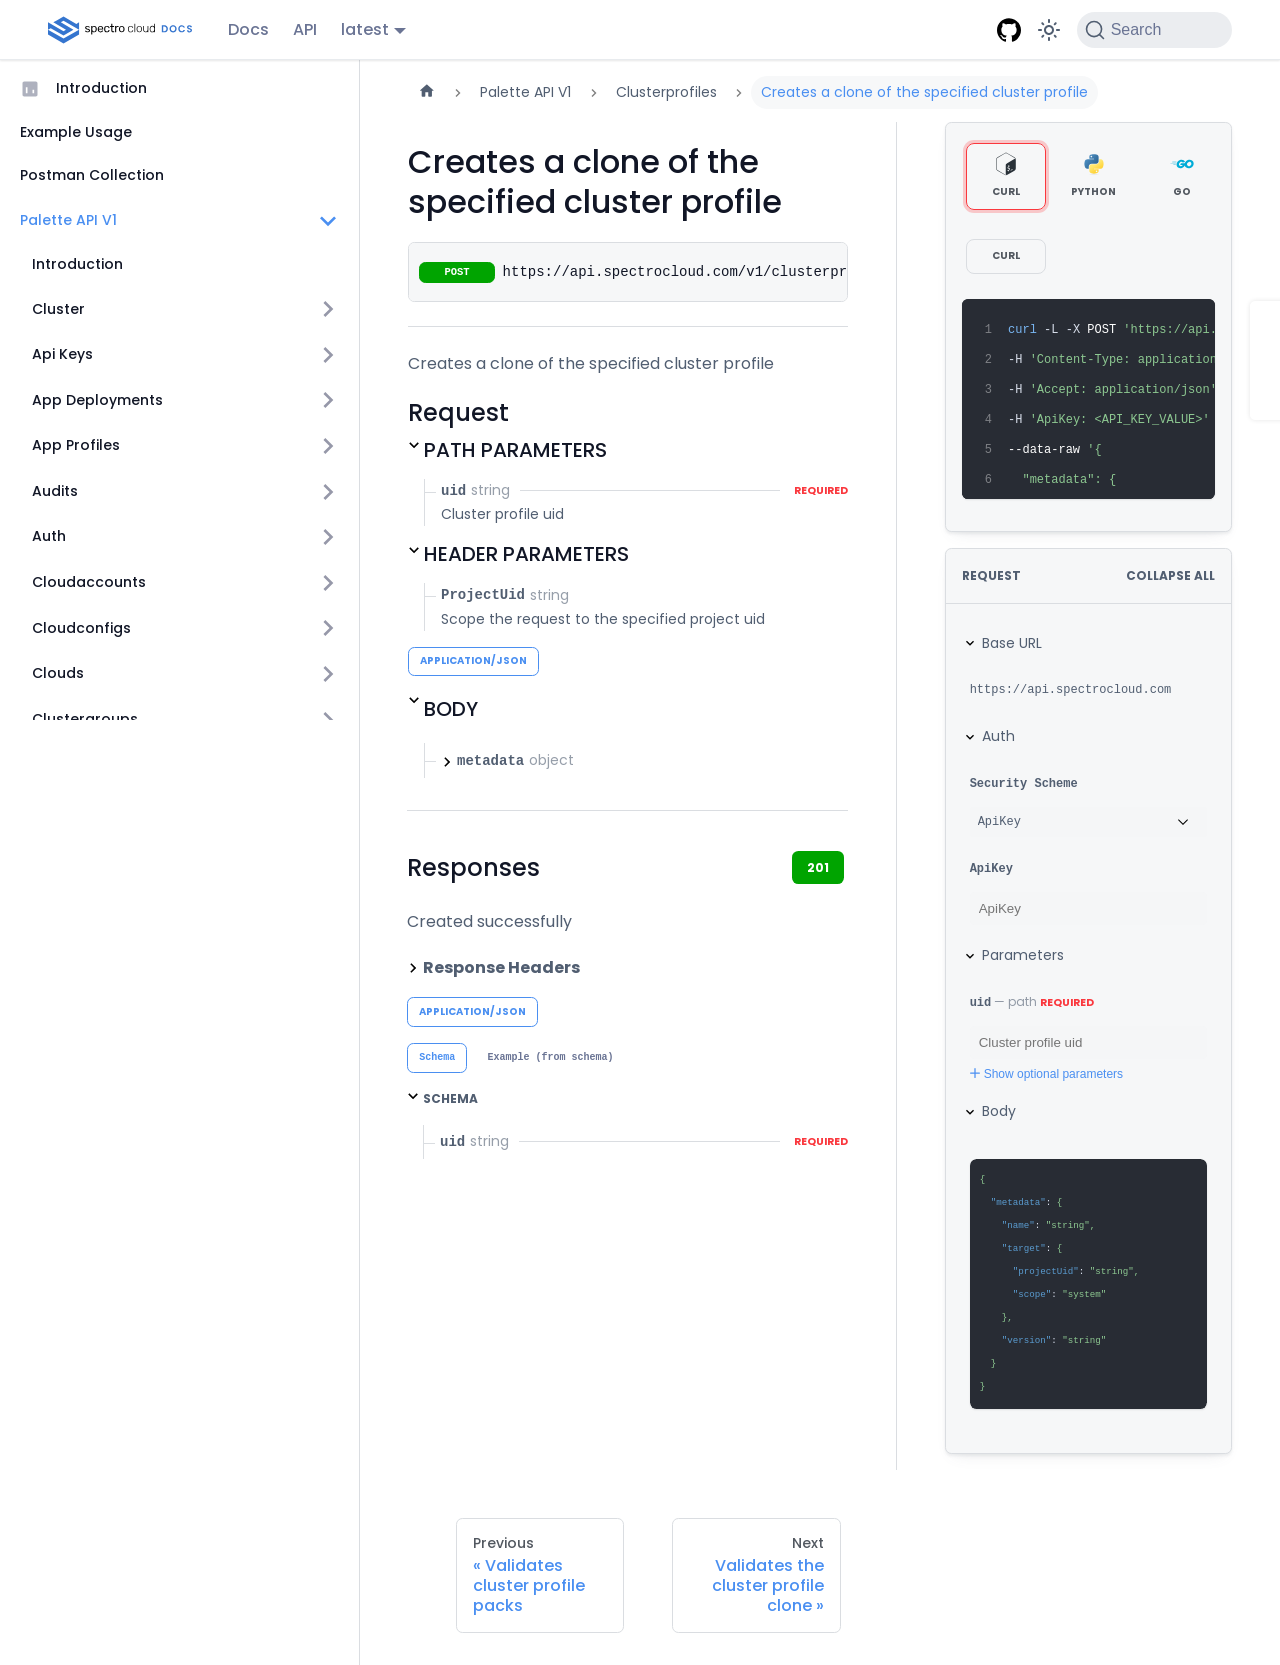 spectro cloud DOCS
Docs
API
latest
Search
Introduction
Example Usage
Postman Collection
Palette API V1
Introduction
Cluster
Api Keys
App Deployments
App Profiles
Audits
Auth
Cloudaccounts
Cloudconfigs
Clouds
Clustergroups
Palette API V1
Clusterprofiles
Creates a clone of the specified cluster profile
Creates a clone of the
specified cluster profile
POST https://api.spectrocloud.com/v1/clusterpr
Creates a clone of the specified cluster profile
Request
PATH PARAMETERS
uid string REQUIRED
Cluster profile uid
HEADER PARAMETERS
ProjectUid string
Scope the request to the specified project uid
APPLICATION/JSON
BODY
metadata object
Responses
201
Created successfully
Response Headers
APPLICATION/JSON
Schema
Example (from schema)
SCHEMA
uid string REQUIRED
CURL
PYTHON
GO
CURL
1 curl -L -X POST 'https://api.
2 -H 'Content-Type: application
3 -H 'Accept: application/json'
4 -H 'ApiKey: <API_KEY_VALUE>'
5 --data-raw '{
6 "metadata": {
REQUEST
COLLAPSE ALL
Base URL
https://api.spectrocloud.com
Auth
Security Scheme
ApiKey
ApiKey
ApiKey
Parameters
uid — path REQUIRED
Cluster profile uid
Show optional parameters
Body
{
"metadata": {
"name": "string",
"target": {
"projectUid": "string",
"scope": "system"
},
"version": "string"
}
}
Previous
« Validates
cluster profile
packs
Next
Validates the
cluster profile
clone »